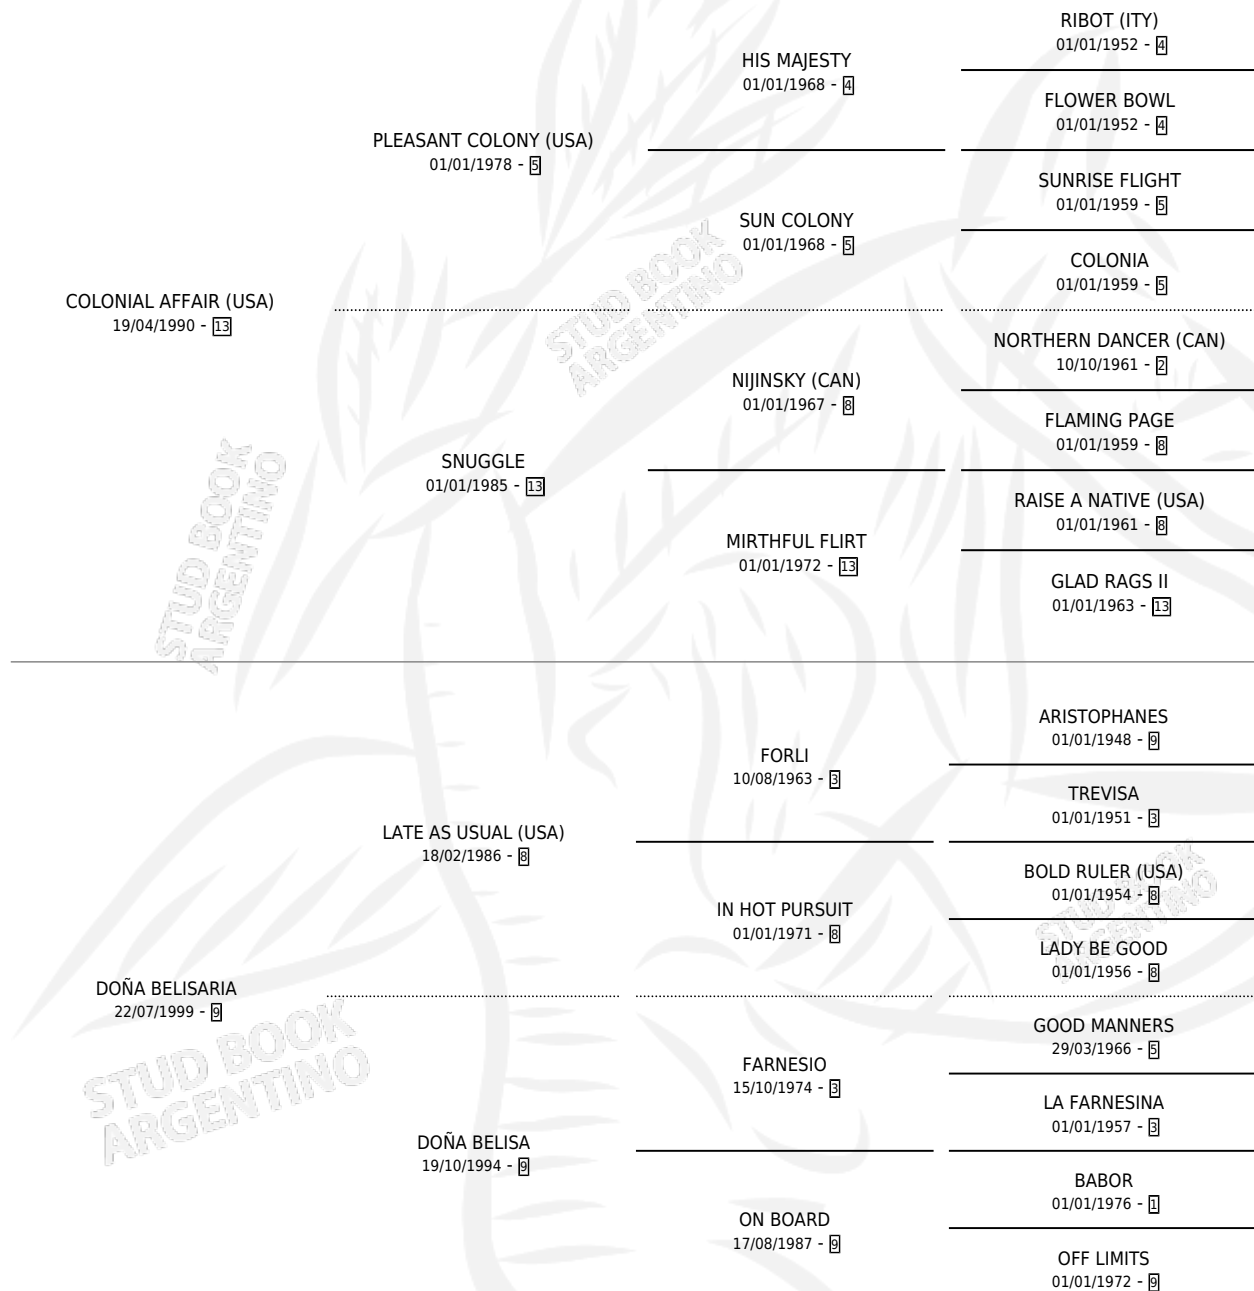 COLONIAL AFFAIR (USA)
19/04/1990 - 13
PLEASANT COLONY (USA)
01/01/1978 - 5
SNUGGLE
01/01/1985 - 13
HIS MAJESTY
01/01/1968 - 4
SUN COLONY
01/01/1968 - 5
NIJINSKY (CAN)
01/01/1967 - 8
MIRTHFUL FLIRT
01/01/1972 - 13
RIBOT (ITY)
01/01/1952 - 4
FLOWER BOWL
01/01/1952 - 4
SUNRISE FLIGHT
01/01/1959 - 5
COLONIA
01/01/1959 - 5
NORTHERN DANCER (CAN)
10/10/1961 - 2
FLAMING PAGE
01/01/1959 - 8
RAISE A NATIVE (USA)
01/01/1961 - 8
GLAD RAGS II
01/01/1963 - 13
DOÑA BELISARIA
22/07/1999 - 9
LATE AS USUAL (USA)
18/02/1986 - 8
DOÑA BELISA
19/10/1994 - 9
FORLI
10/08/1963 - 3
IN HOT PURSUIT
01/01/1971 - 8
FARNESIO
15/10/1974 - 3
ON BOARD
17/08/1987 - 9
ARISTOPHANES
01/01/1948 - 9
TREVISA
01/01/1951 - 3
BOLD RULER (USA)
01/01/1954 - 8
LADY BE GOOD
01/01/1956 - 8
GOOD MANNERS
29/03/1966 - 5
LA FARNESINA
01/01/1957 - 3
BABOR
01/01/1976 - 1
OFF LIMITS
01/01/1972 - 9
STUD BOOK
ARGENTINO
STUD BOOK
ARGENTINO
STUD BOOK
ARGENTINO
STUD BOOK
ARGENTINO